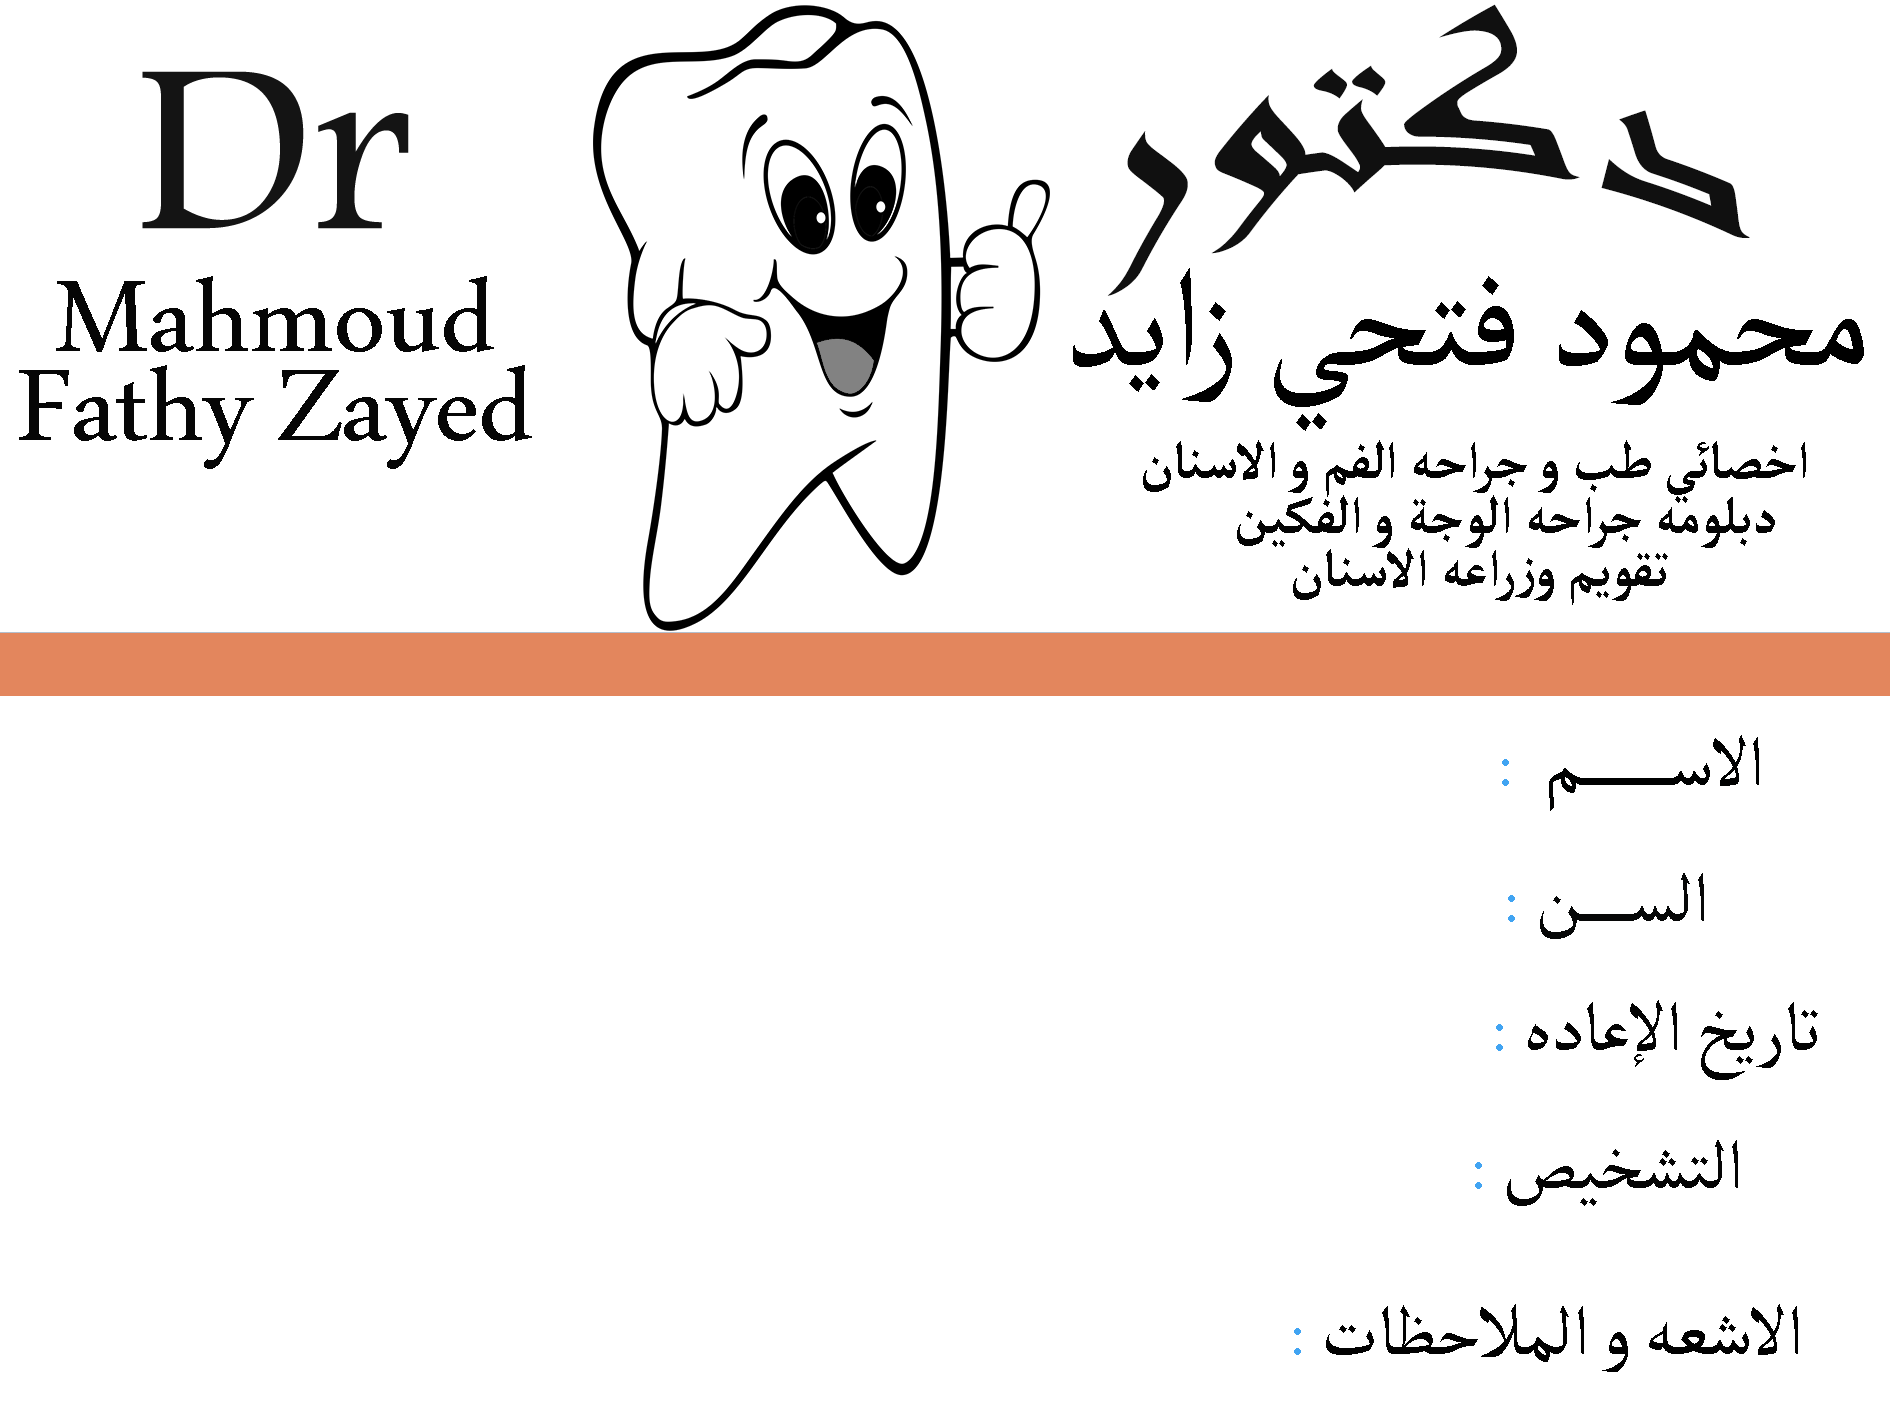 Dr
Mahmoud
Fathy Zayed
دكتور
محمود فتحي زايد
اخصائي طب و جراحه الفم و الاسنان
دبلومه جراحه الوجة و الفكين
تقويم وزراعه الاسنان
الاســـــم :
الســـن :
تاريخ الإعاده :
التشخيص :
الاشعه و الملاحظات :